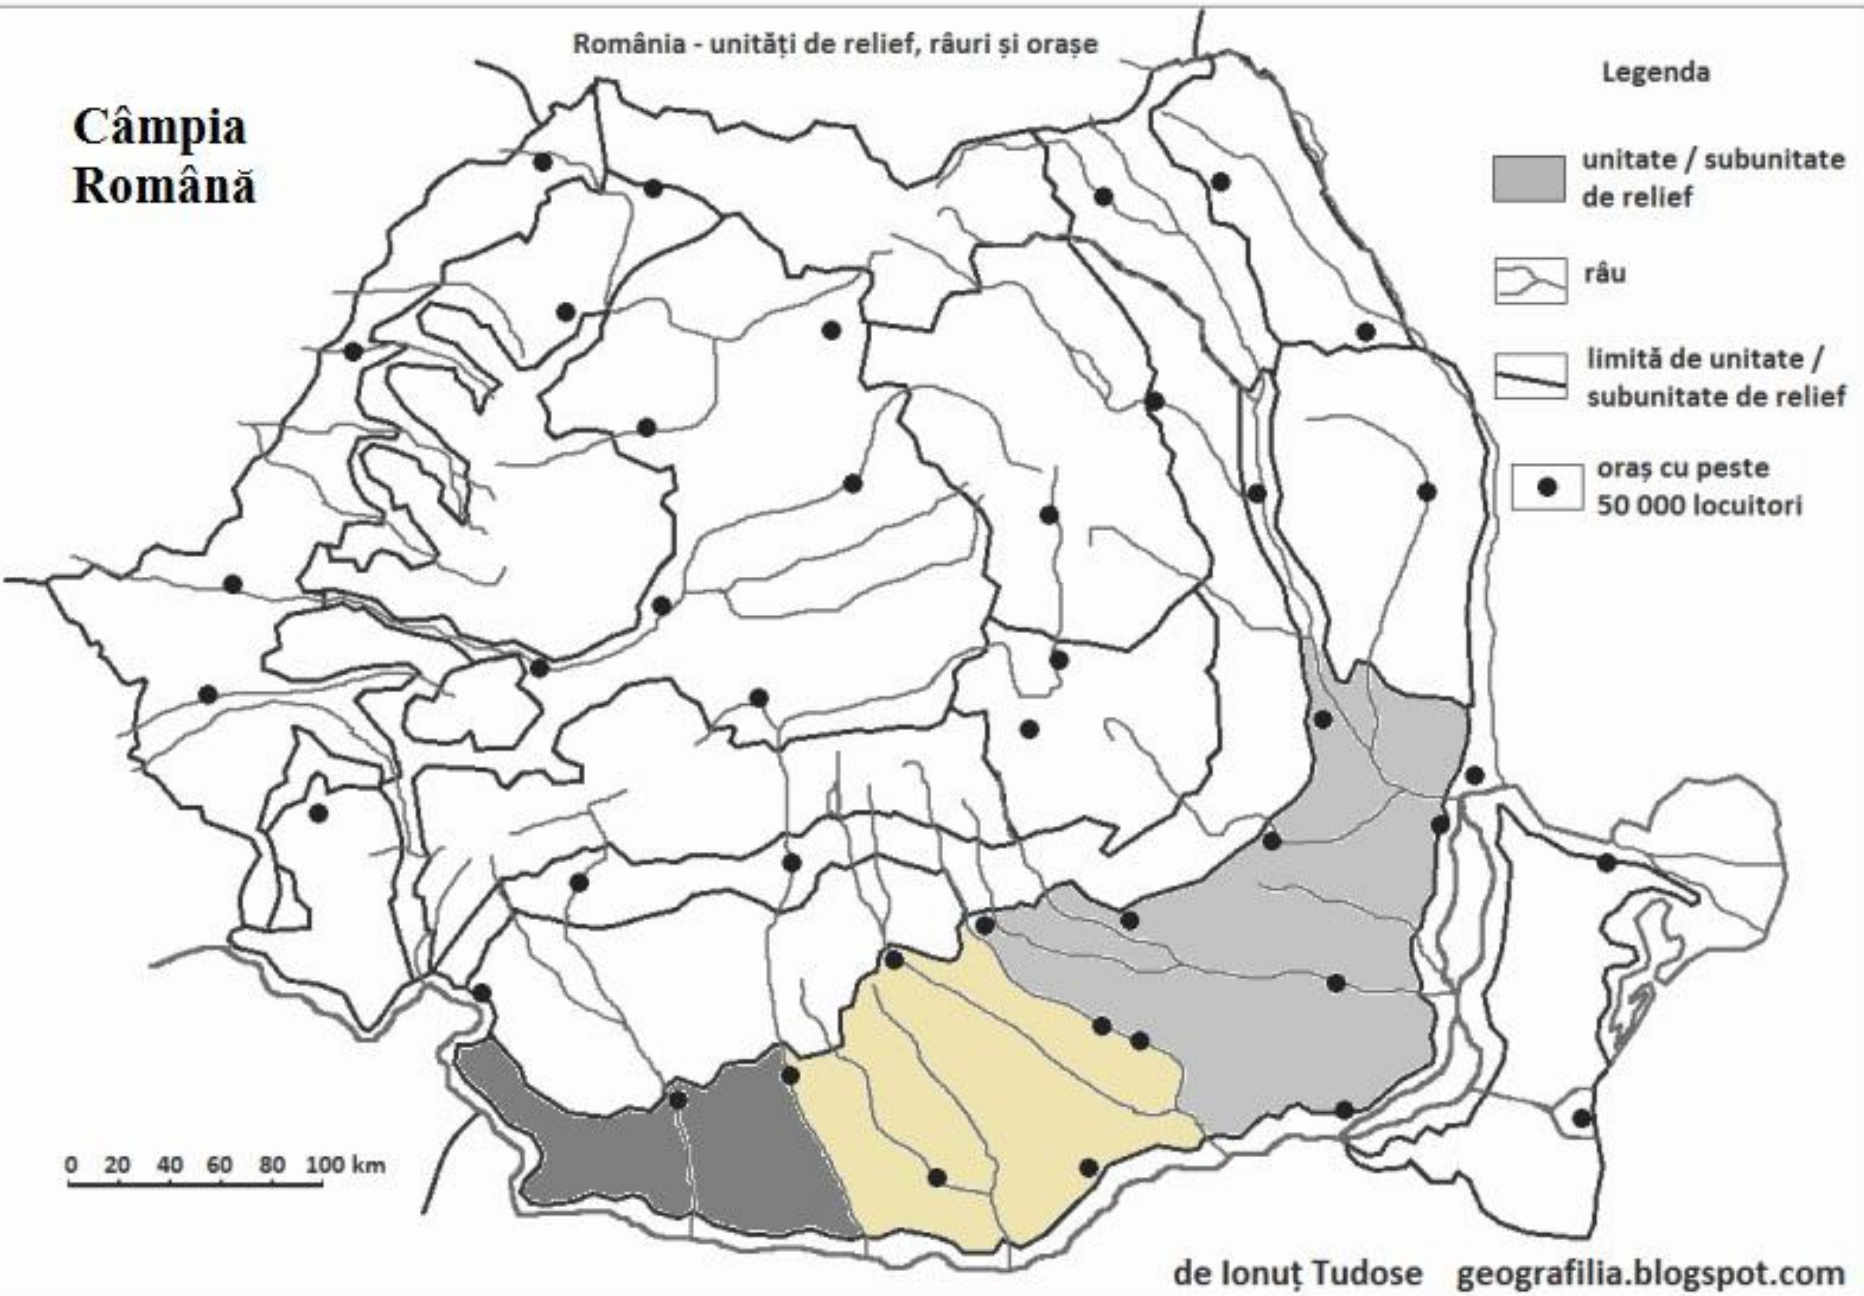 România - unități de relief, râuri și orașe
Câmpia
Română
Legenda
unitate / subunitate
de relief
râu
limită de unitate /
subunitate de relief
oraș cu peste
50 000 locuitori
0 20 40 60 80 100 km
de Ionuț Tudose geografilia.blogspot.com